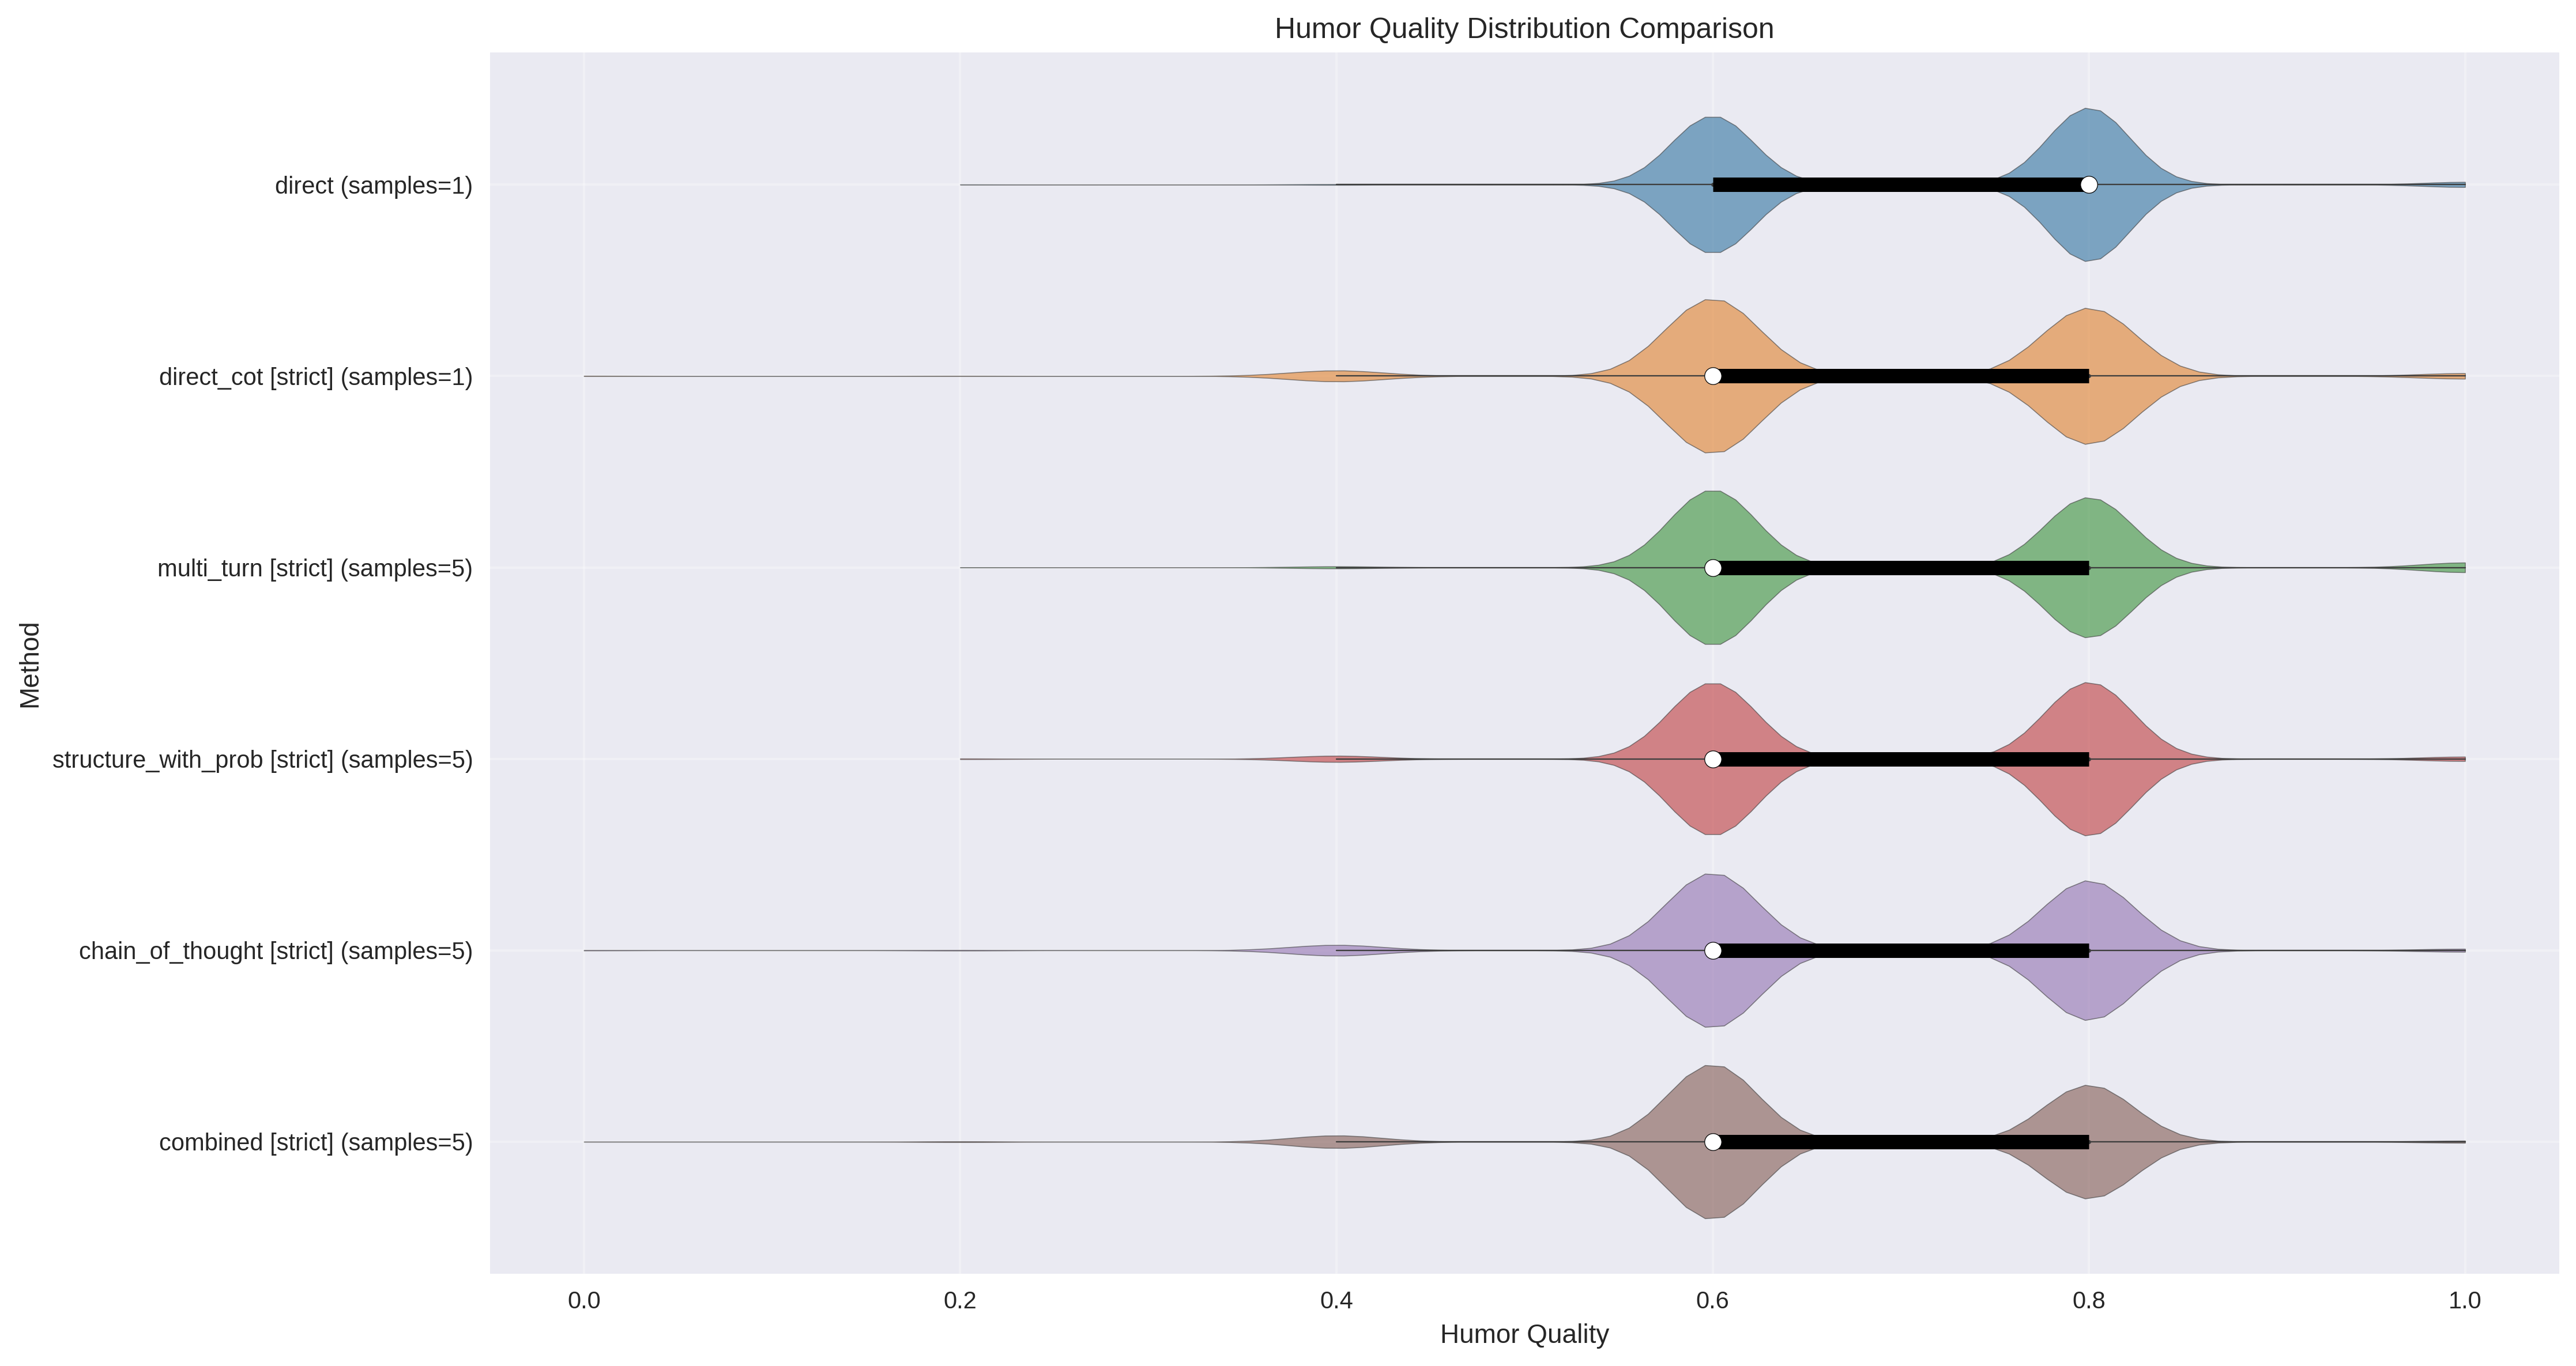 Humor Quality Distribution Comparison
direct (samples=1)
direct_cot [strict] (samples=1)
multi_turn [strict] (samples=5)
structure_with_prob [strict] (samples=5)
chain_of_thought [strict] (samples=5)
combined [strict] (samples=5)
Method
0.0 0.2 0.4 0.6 0.8 1.0
Humor Quality